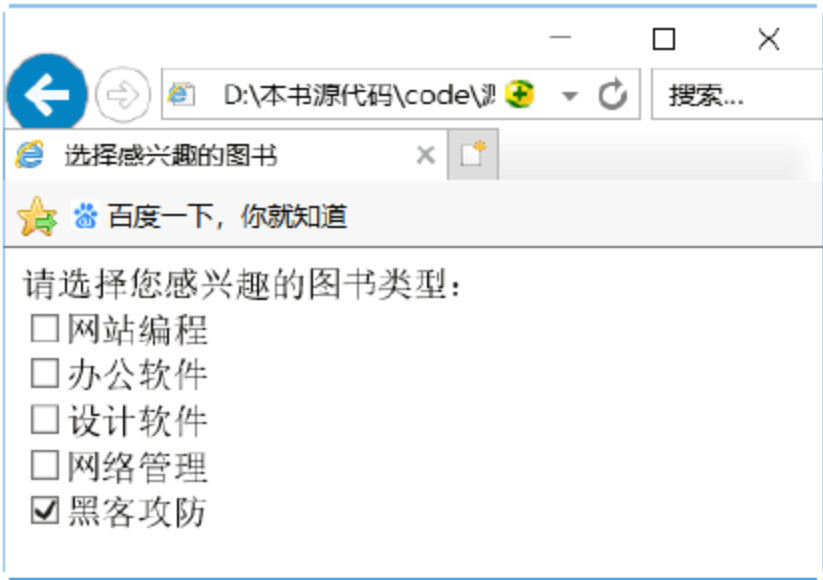 D:\本书源代码\code\
搜索...
选择感兴趣的图书
百度一下，你就知道
请选择您感兴趣的图书类型：
网站编程
办公软件
设计软件
网络管理
黑客攻防